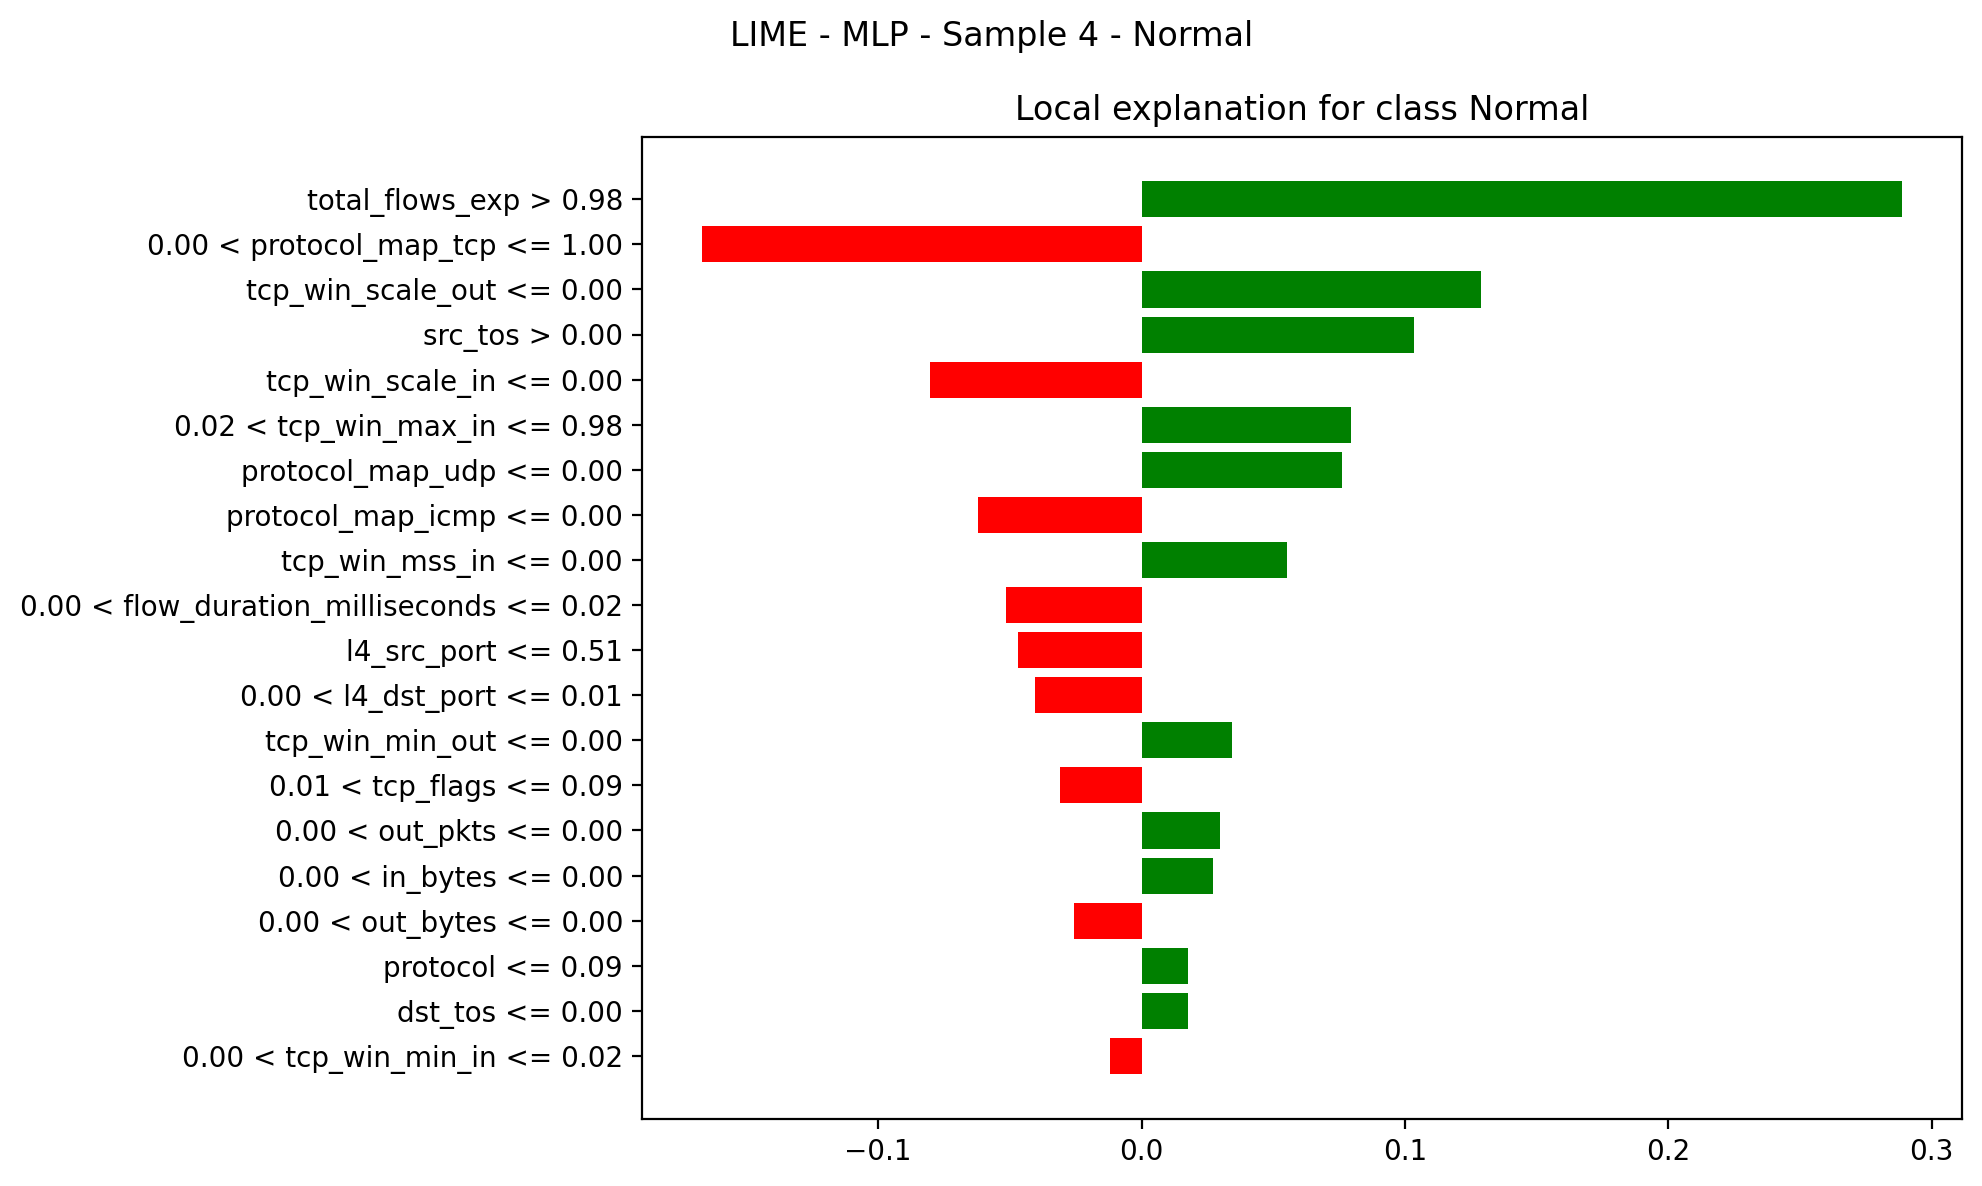 LIME - MLP - Sample 4 - Normal
Local explanation for class Normal
total_flows_exp > 0.98
0.00 < protocol_map_tcp <= 1.00
tcp_win_scale_out <= 0.00
src_tos > 0.00
tcp_win_scale_in <= 0.00
0.02 < tcp_win_max_in <= 0.98
protocol_map_udp <= 0.00
protocol_map_icmp <= 0.00
tcp_win_mss_in <= 0.00
0.00 < flow_duration_milliseconds <= 0.02
l4_src_port <= 0.51
0.00 < l4_dst_port <= 0.01
tcp_win_min_out <= 0.00
0.01 < tcp_flags <= 0.09
0.00 < out_pkts <= 0.00
0.00 < in_bytes <= 0.00
0.00 < out_bytes <= 0.00
protocol <= 0.09
dst_tos <= 0.00
0.00 < tcp_win_min_in <= 0.02
−0.1 0.0 0.1 0.2 0.3